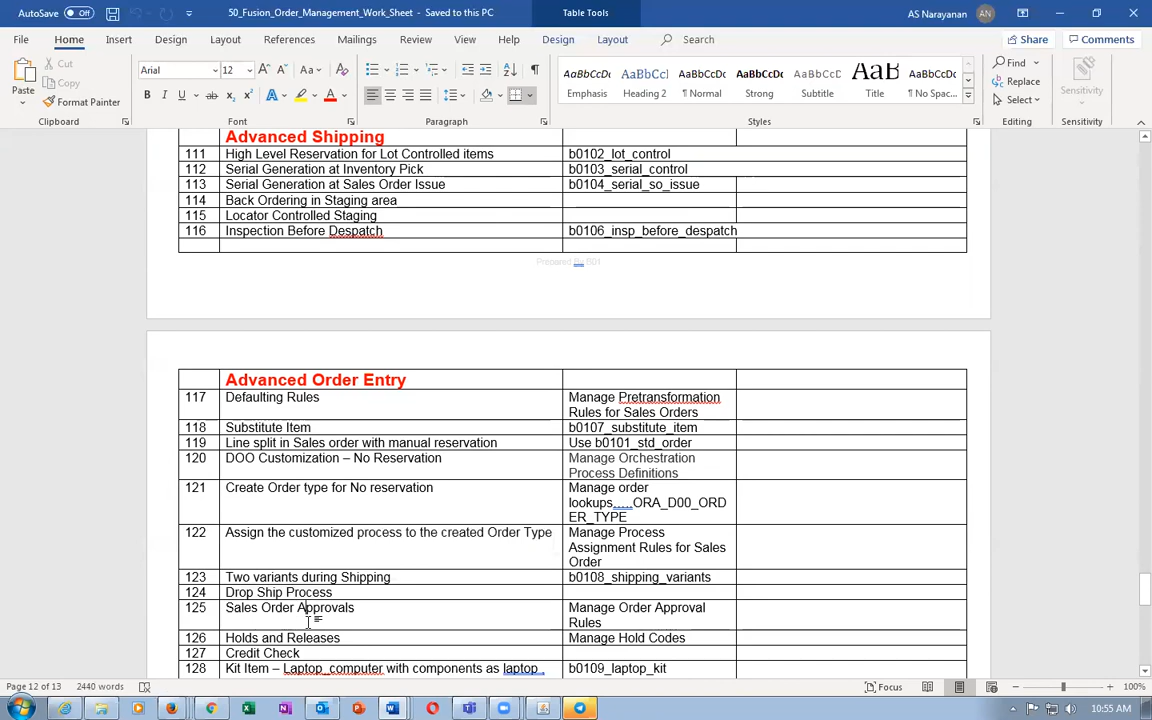 AutoSave Off 50_Fusion_Order_Management_Work_Sheet - Saved to this PC Table Tools AS Narayanan AN
File Home Insert Design Layout References Mailings Review View Help Design Layout Search Share Comments
Paste Cut Copy Format Painter
Arial 12
AaBbCcDc AaBbCcI AaBbCcDc AaBbCcDc AaBbCcDc AaB AaBbCcDc
Emphasis Heading 2 ¶ Normal Strong Subtitle Title ¶ No Spac...
Find Replace Select Sensitivity
Clipboard Font Paragraph Styles Editing Sensitivity
Advanced Shipping
111 High Level Reservation for Lot Controlled items b0102_lot_control
112 Serial Generation at Inventory Pick b0103_serial_control
113 Serial Generation at Sales Order Issue b0104_serial_so_issue
114 Back Ordering in Staging area
115 Locator Controlled Staging
116 Inspection Before Despatch b0106_insp_before_despatch
Prepared By
Advanced Order Entry
117 Defaulting Rules Manage Pretransformation
Rules for Sales Orders
118 Substitute Item b0107_substitute_item
119 Line split in Sales order with manual reservation Use b0101_std_order
120 DOO Customization – No Reservation Manage Orchestration
Process Definitions
121 Create Order type for No reservation Manage order
lookups.....ORA_D00_ORD
ER_TYPE
122 Assign the customized process to the created Order Type Manage Process
Assignment Rules for Sales
Order
123 Two variants during Shipping b0108_shipping_variants
124 Drop Ship Process
125 Sales Order Approvals Manage Order Approval
Rules
126 Holds and Releases Manage Hold Codes
127 Credit Check
128 Kit Item – Laptop_computer with components as laptop , b0109_laptop_kit
Page 12 of 13 2440 words Focus 100%
10:55 AM